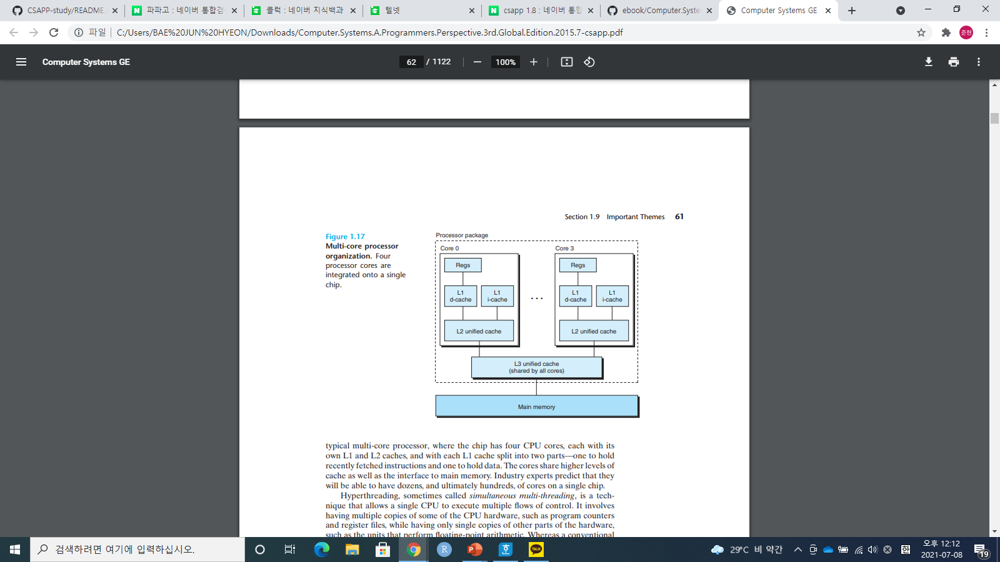 CSAPP-study/README.
파파고 : 네이버 통합검
클럭 : 네이버 지식백과
텔넷
csapp 1.8 : 네이버 통합
ebook/Computer.Syste
Computer Systems GE
파일
C:/Users/BAE%20JUN%20HYEON/Downloads/Computer.Systems.A.Programmers.Perspective.3rd.Global.Edition.2015.7-csapp.pdf
준현
Computer Systems GE
62 / 1122
100%
Section 1.9 Important Themes 61
Figure 1.17
Multi-core processor
organization. Four
processor cores are
integrated onto a single
chip.
Processor package
Core 0
Regs
L1
d-cache
L1
i-cache
L2 unified cache
...
Core 3
Regs
L1
d-cache
L1
i-cache
L2 unified cache
L3 unified cache
(shared by all cores)
Main memory
typical multi-core processor, where the chip has four CPU cores, each with its
own L1 and L2 caches, and with each L1 cache split into two parts—one to hold
recently fetched instructions and one to hold data. The cores share higher levels of
cache as well as the interface to main memory. Industry experts predict that they
will be able to have dozens, and ultimately hundreds, of cores on a single chip.
Hyperthreading, sometimes called simultaneous multi-threading, is a tech-
nique that allows a single CPU to execute multiple flows of control. It involves
having multiple copies of some of the CPU hardware, such as program counters
and register files, while having only single copies of other parts of the hardware,
such as the units that perform floating-point arithmetic. Whereas a conventional
검색하려면 여기에 입력하십시오.
R
P
TALK
29°C 비 약간
한
오후 12:12
2021-07-08
19